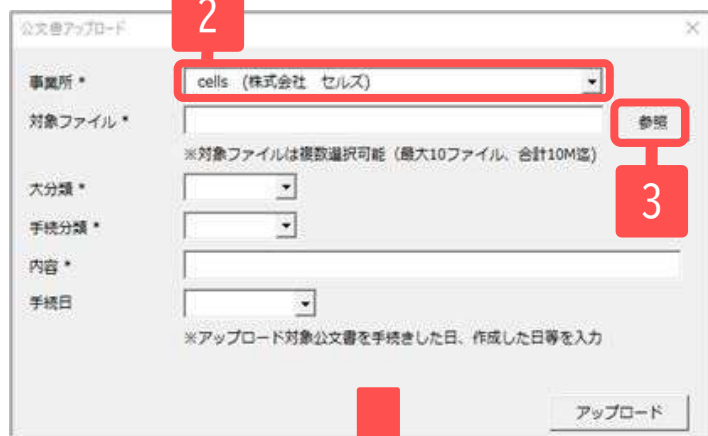 公文書アップロード
2
事業所 *
cells (株式会社 セルズ)
対象ファイル *
参照
※対象ファイルは複数選択可能（最大10ファイル、合計10M迄)
3
大分類 *
手続分類 *
内容 *
手続日
※アップロード対象公文書を手続きした日、作成した日等を入力
アップロード